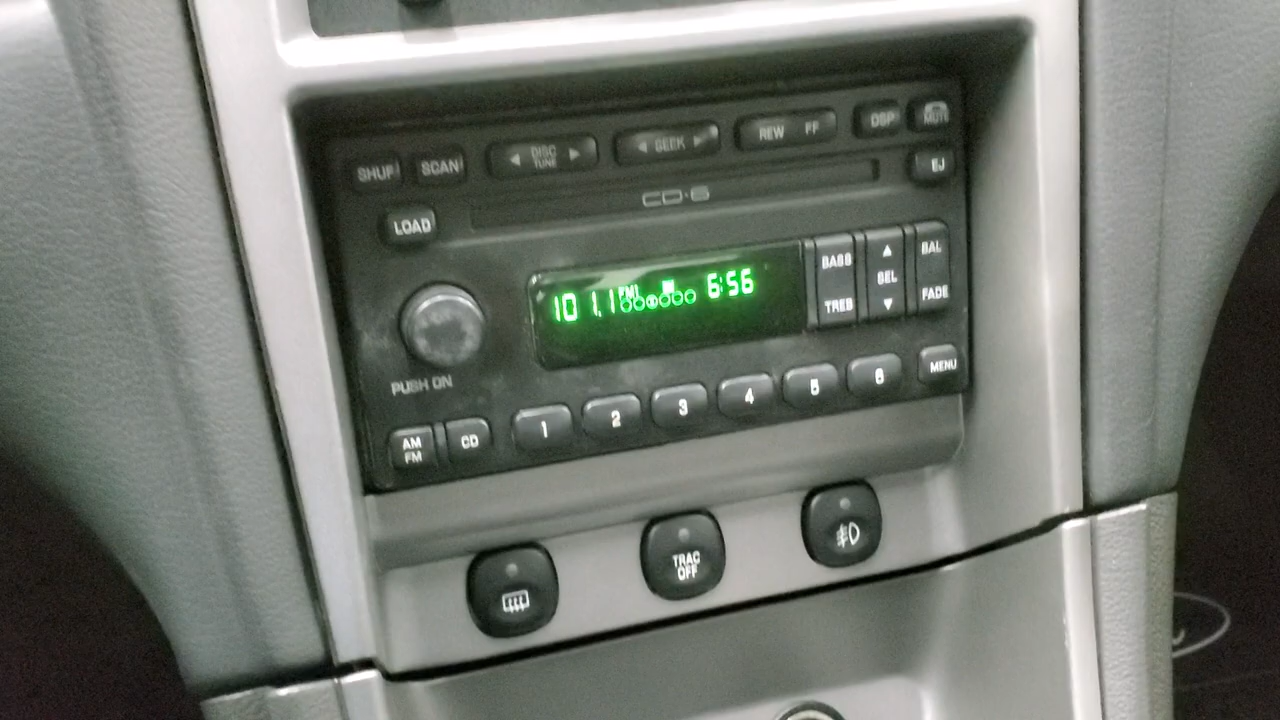 SHUF SCAN DISC TUNE SEEK REW FF DSP MUTE
EJ
CD·6
LOAD
101.1 FM1 6:56
BASS SEL BAL
TREB FADE
PUSH ON
AM FM CD 1 2 3 4 5 6 MENU
TRAC
OFF